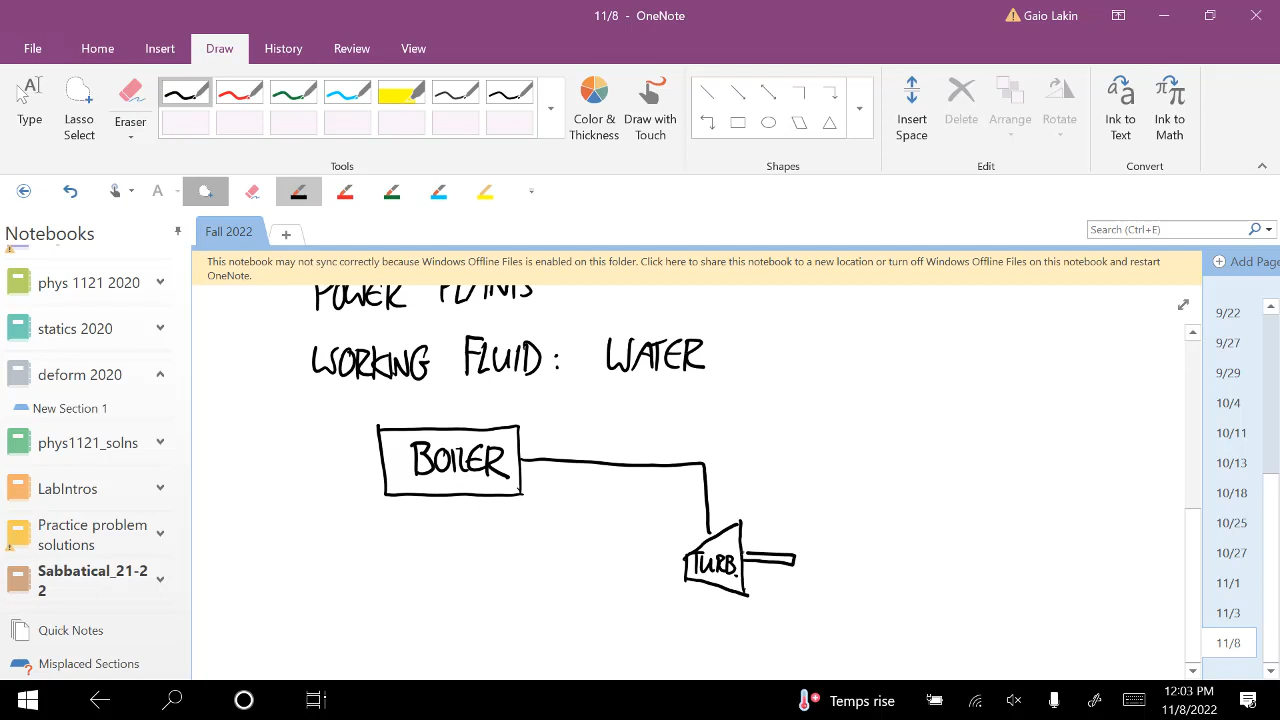 11/8 - OneNote
Gaio Lakin
File Home Insert Draw History Review View
Type
Lasso Select
Eraser
Color & Thickness
Draw with Touch
Insert Space
Delete
Arrange
Rotate
Ink to Text
Ink to Math
Tools
Shapes
Edit
Convert
Notebooks
Fall 2022
Search (Ctrl+E)
This notebook may not sync correctly because Windows Offline Files is enabled on this folder. Click here to share this notebook to a new location or turn off Windows Offline Files on this notebook and restart
OneNote.
Add Page
phys 1121 2020
statics 2020
deform 2020
New Section 1
phys1121_solns
LabIntros
Practice problem
solutions
Sabbatical_21-2
2
Quick Notes
Misplaced Sections
POWER PLANTS
WORKING FLUID: WATER
BOILER
TURB.
9/22
9/27
9/29
10/4
10/11
10/13
10/18
10/25
10/27
11/1
11/3
11/8
Temps rise
12:03 PM
11/8/2022